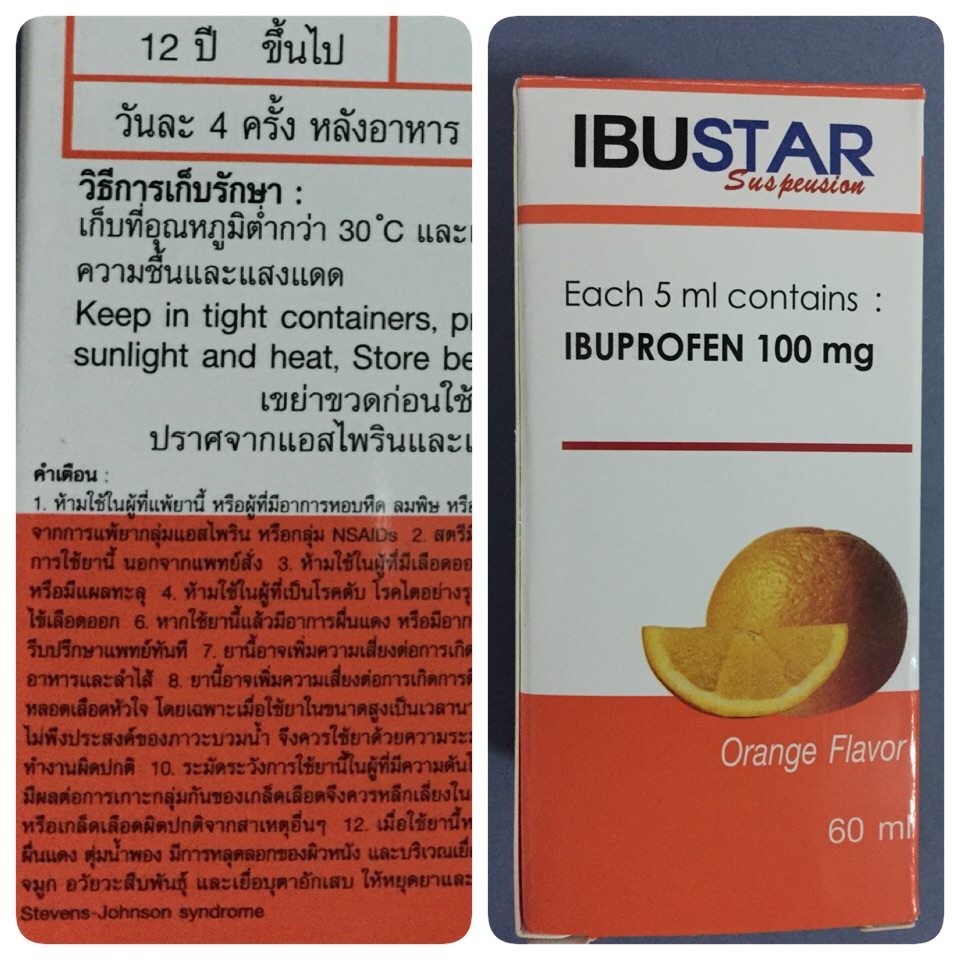 12 ปี ขึ้นไป
วันละ 4 ครั้ง หลังอาหาร
วิธีการเก็บรักษา :
เก็บที่อุณหภูมิต่ำกว่า 30 ํC และ
ความชื้นและแสงแดด
Keep in tight containers,
sunlight and heat, Store
เขย่าขวดก่อนใช้
ปราศจากแอสไพรินและ
คำเตือน :
1. ห้ามใช้ในผู้ที่แพ้ยานี้ หรือผู้ที่มีอาการหอบหืด ลมพิษ
จากการแพ้ยากลุ่มแอสไพริน หรือกลุ่ม NSAIDs 2.
การใช้ยานี้ นอกจากแพทย์สั่ง 3. ห้ามใช้ในผู้ที่มีเลือดออ
หรือมีแผลทะลุ 4. ห้ามใช้ในผู้ที่เป็นโรคตับ โรคไตอย่างรุ
ไข้เลือดออก 6. หากใช้ยานี้แล้วมีอาการผื่นแดง หรือมีอาก
รีบปรึกษาแพทย์ทันที 7. ยานี้อาจเพิ่มความเสี่ยงต่อการเกิด
อาหารและลำไส้ 8. ยานี้อาจเพิ่มความเสี่ยงต่อการเกิดการ
หลอดเลือดหัวใจ โดยเฉพาะเมื่อใช้ยาในขนาดสูงเป็นเวลานา
ไม่พึงประสงค์ของภาวะบวมน้ำ จึงควรใช้ยาด้วยความระม
ทำงานผิดปกติ 10. ระมัดระวังการใช้ยานี้ในผู้ที่มีความดัน
มีผลต่อการเกาะกลุ่มกันของเกล็ดเลือดจึงควรหลีกเลี่ยงใน
หรือเกล็ดเลือดผิดปกติจากสาเหตุอื่นๆ 12. เมื่อใช้ยานี้
ผื่นแดง ตุ่มน้ำพอง มีการหลุดลอกของผิวหนัง และบริเวณเยื่
จมูก อวัยวะสืบพันธุ์ และเยื่อบุตาอักเสบ ให้หยุดยาและ
Stevens-Johnson syndrome
IBUSTAR
Suspeusion
Each 5 ml contains :
IBUPROFEN 100 mg
Orange Flavor
60 ml